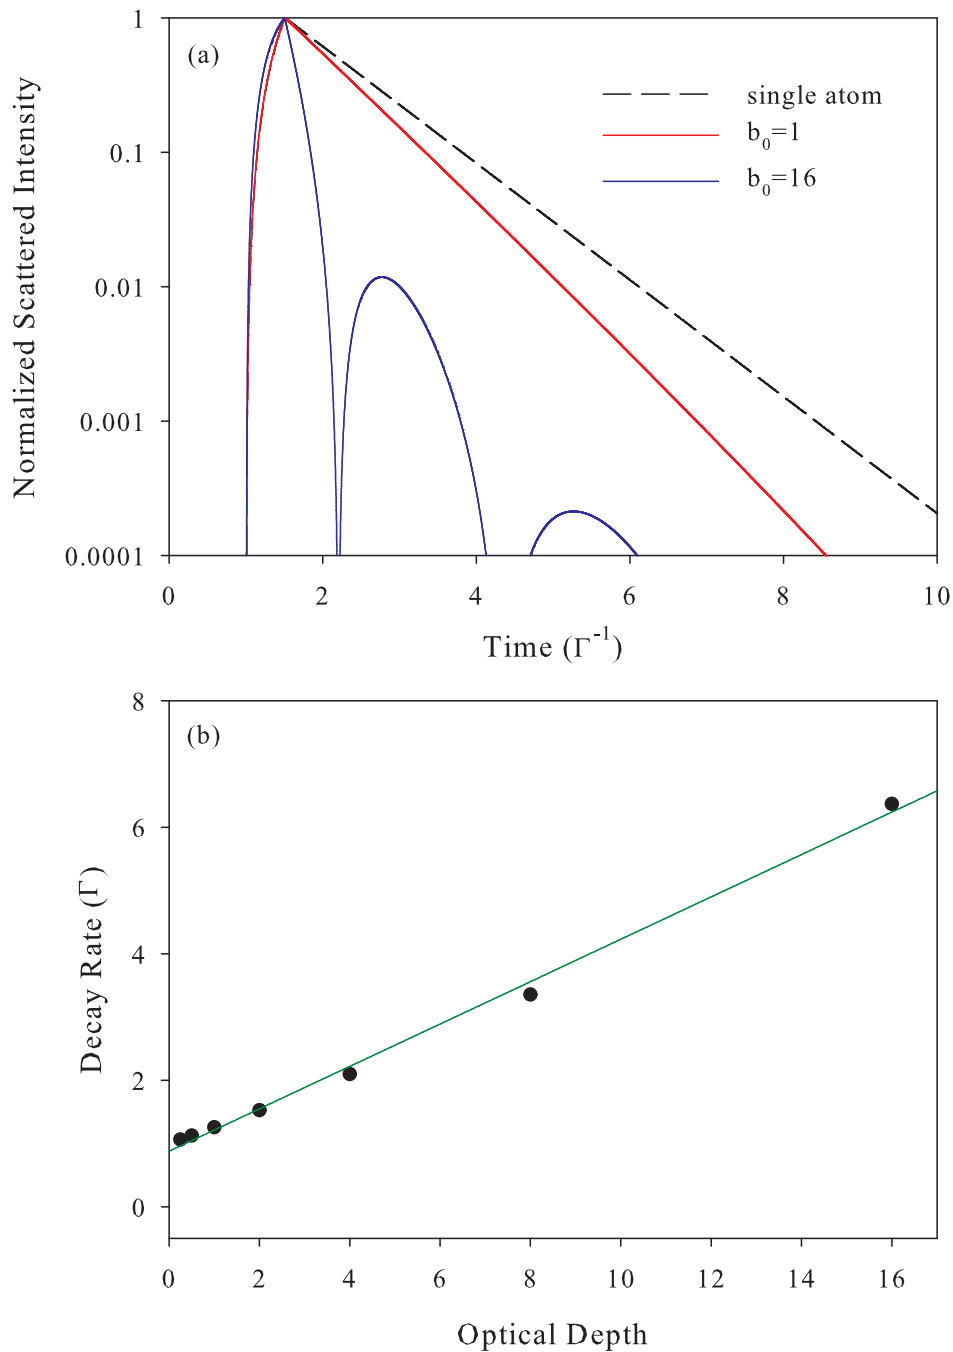 1
(a)
single atom
b0=1
b0=16
0.1
0.01
0.001
0.0001
Normalized Scattered Intensity
0 2 4 6 8 10
Time (Γ-1)
8
(b)
6
4
2
0
Decay Rate (Γ)
0 2 4 6 8 10 12 14 16
Optical Depth